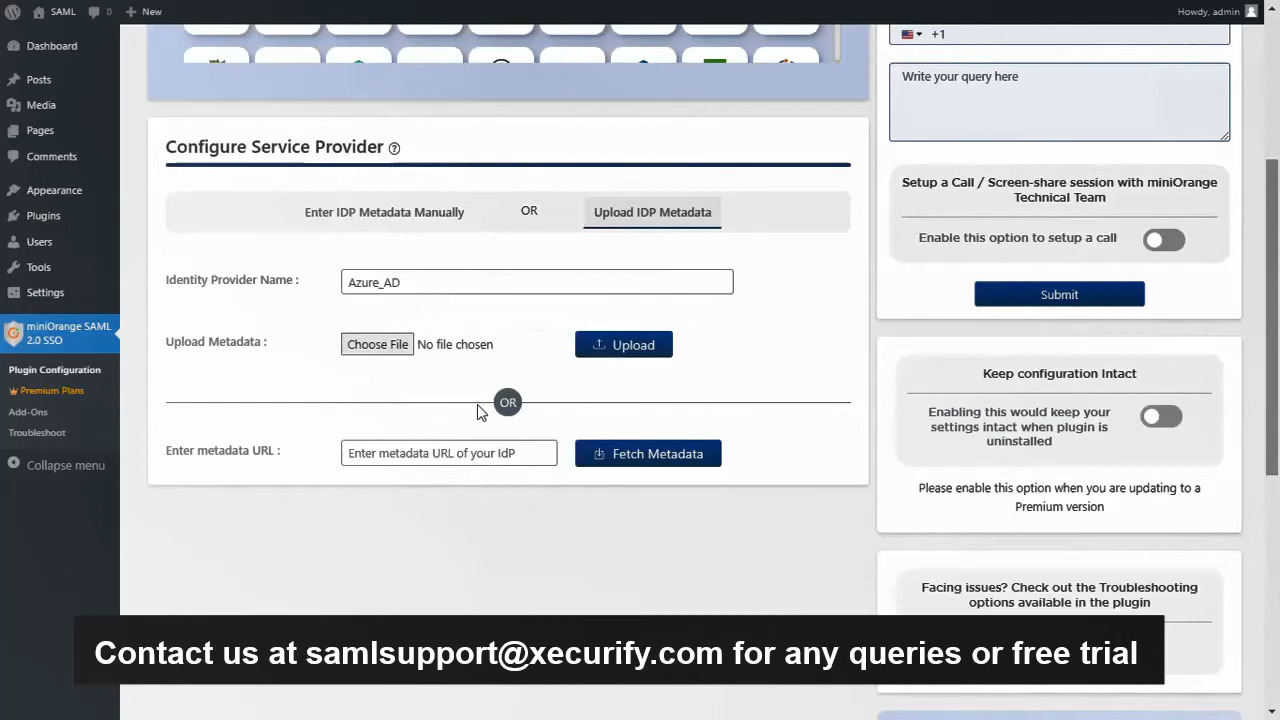 SAML
0
New
Howdy, admin
Dashboard
Posts
Media
Pages
Comments
Appearance
Plugins
Users
Tools
Settings
miniOrange SAML
2.0 SSO
Plugin Configuration
Premium Plans
Add-Ons
Troubleshoot
Collapse menu
Configure Service Provider
Enter IDP Metadata Manually
OR
Upload IDP Metadata
Identity Provider Name :
Azure_AD
Upload Metadata :
Choose File No file chosen
Upload
OR
Enter metadata URL :
Enter metadata URL of your IdP
Fetch Metadata
+1
Write your query here
Setup a Call / Screen-share session with miniOrange
Technical Team
Enable this option to setup a call
Submit
Keep configuration Intact
Enabling this would keep your
settings intact when plugin is
uninstalled
Please enable this option when you are updating to a
Premium version
Facing issues? Check out the Troubleshooting
options available in the plugin
Contact us at samlsupport@xecurify.com for any queries or free trial